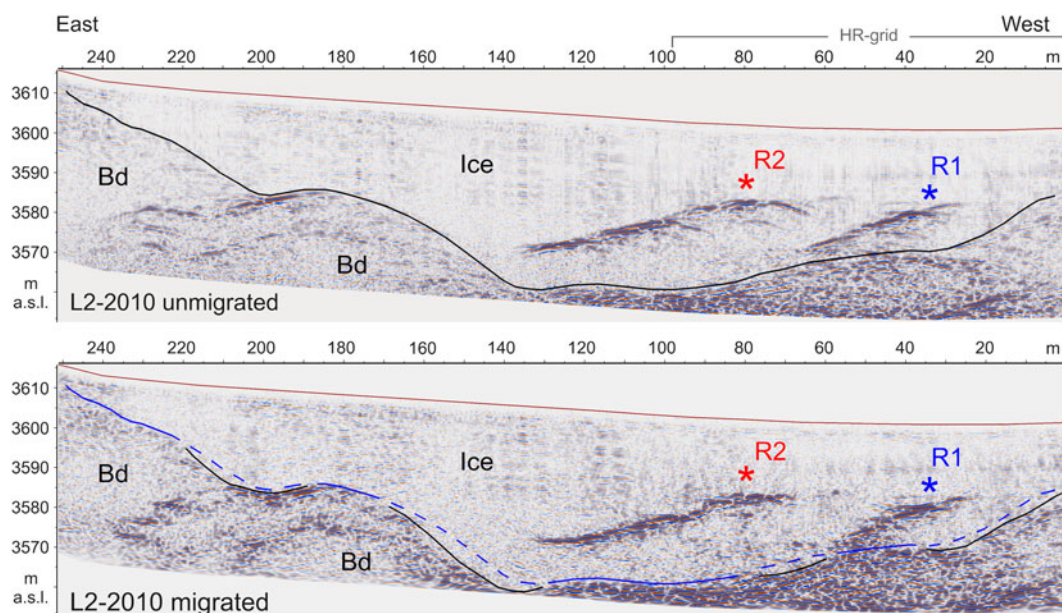 East West
HR-grid
240 220 200 180 160 140 120 100 80 60 40 20 m
3610
3600
3590
3580
3570
m
a.s.l.
Bd
Ice
R2
*
R1
*
Bd
L2-2010 unmigrated
240 220 200 180 160 140 120 100 80 60 40 20 m
3610
3600
3590
3580
3570
m
a.s.l.
Bd
Ice
R2
*
R1
*
Bd
L2-2010 migrated